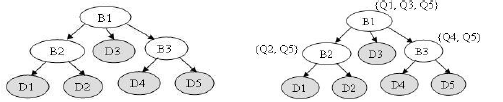 {Q1, Q3, Q5}
B1 B1
B2 D3 B3 {Q2, Q5} B2 D3 B3 {Q4, Q5}
D1 D2 D4 D5 D1 D2 D4 D5